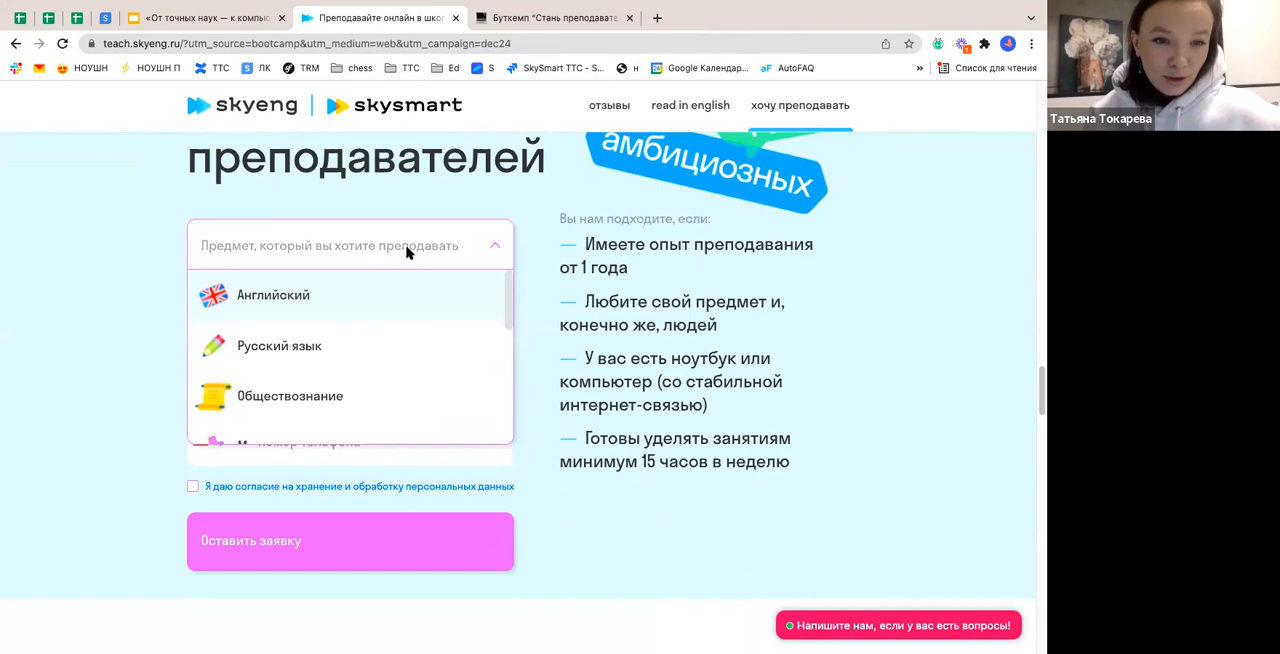 «От точных наук — к компью
Преподавайте онлайн в шко
Буткемп “Стань преподавате
teach.skyeng.ru/?utm_source=bootcamp&utm_medium=web&utm_campaign=dec24
НОУШН
НОУШН П
ТТС
ЛК
TRM
chess
ТТС
Ed
S
SkySmart TTC - S...
н
Google Календар...
aF AutoFAQ
»
Список для чтения
skyeng | skysmart
отзывы
read in english
хочу преподавать
преподавателей
амбициозных
Предмет, который вы хотите преподавать
Английский
Русский язык
Обществознание
Я даю согласие на хранение и обработку персональных данных
Оставить заявку
Вы нам подходите, если:
— Имеете опыт преподавания
от 1 года
— Любите свой предмет и,
конечно же, людей
— У вас есть ноутбук или
компьютер (со стабильной
интернет-связью)
— Готовы уделять занятиям
минимум 15 часов в неделю
Напишите нам, если у вас есть вопросы!
Татьяна Токарева